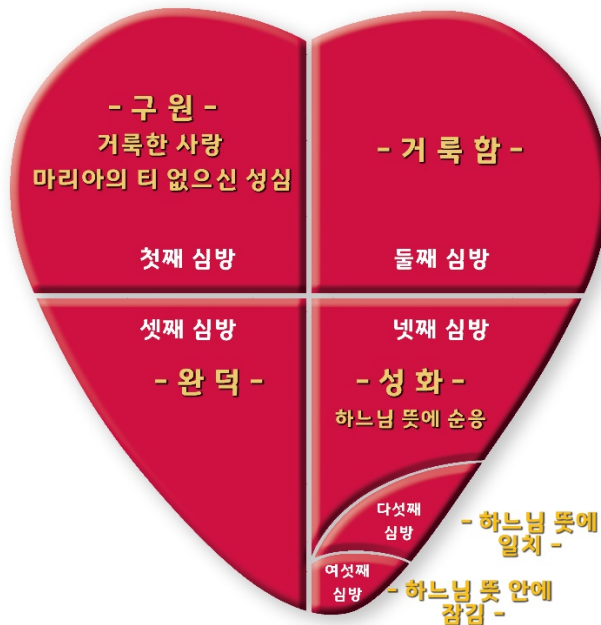 - 구 원 -
거룩한 사랑
마리아의 티 없으신 성심
첫째 심방
- 거 룩 함 -
둘째 심방
셋째 심방
- 완 덕 -
넷째 심방
- 성 화 -
하느님 뜻에 순응
다섯째
심방
- 하느님 뜻에
일치 -
여섯째
심방
- 하느님 뜻 안에
잠김 -